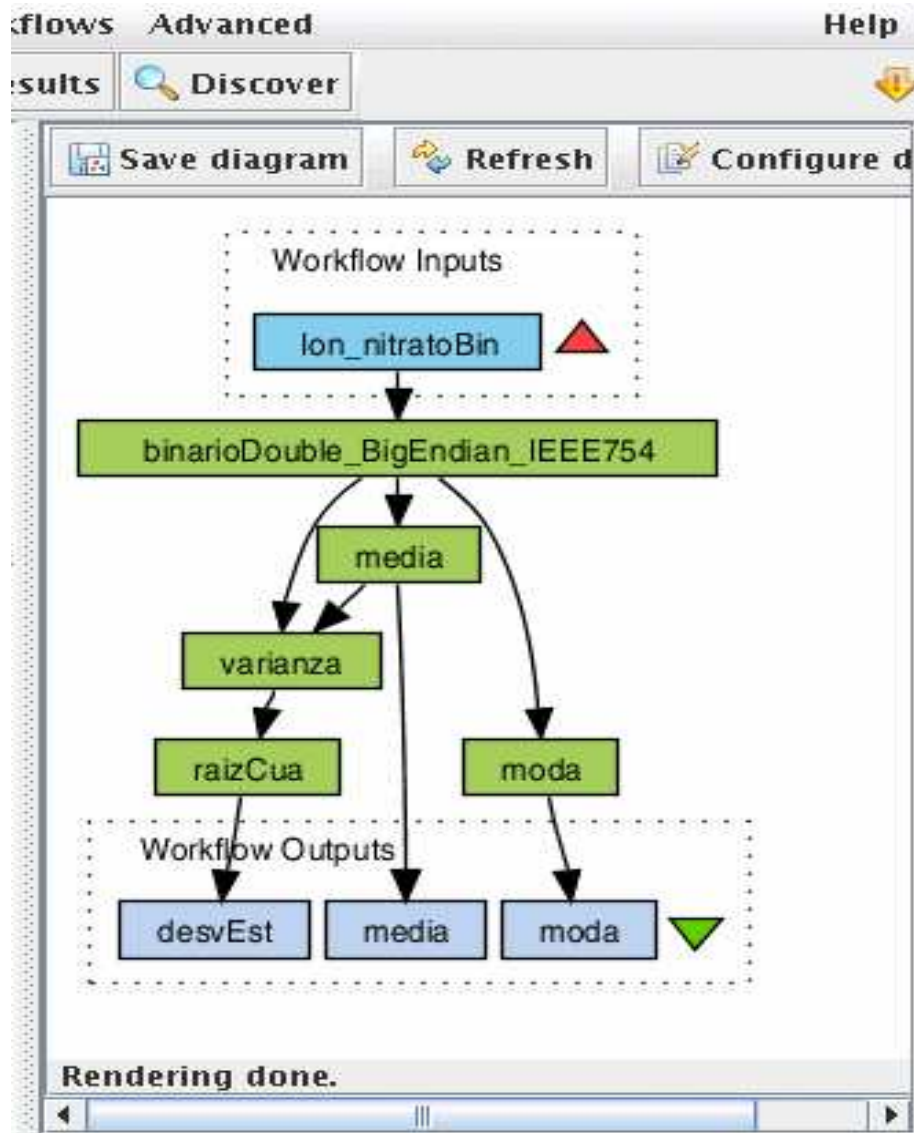 kflows Advanced Help
sults Discover
Save diagram Refresh Configure d
Workflow Inputs
Ion_nitratoBin
binarioDouble_BigEndian_IEEE754
media
varianza
raizCua moda
Workflow Outputs
desvEst media moda
Rendering done.